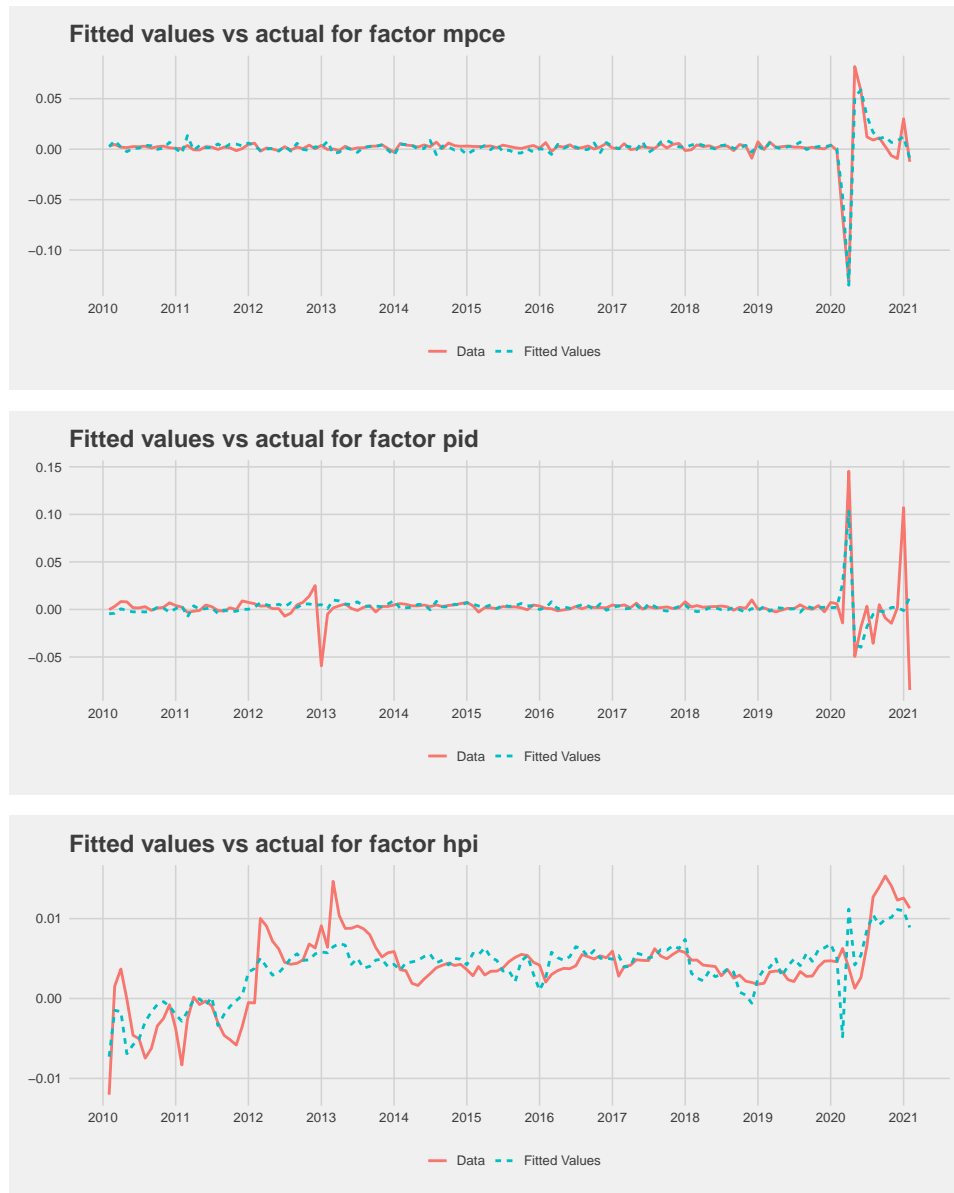 Fitted values vs actual for factor mpce
0.05
0.00
−0.05
−0.10
2010 2011 2012 2013 2014 2015 2016 2017 2018 2019 2020 2021
Data Fitted Values
Fitted values vs actual for factor pid
0.15
0.10
0.05
0.00
−0.05
2010 2011 2012 2013 2014 2015 2016 2017 2018 2019 2020 2021
Data Fitted Values
Fitted values vs actual for factor hpi
0.01
0.00
−0.01
2010 2011 2012 2013 2014 2015 2016 2017 2018 2019 2020 2021
Data Fitted Values